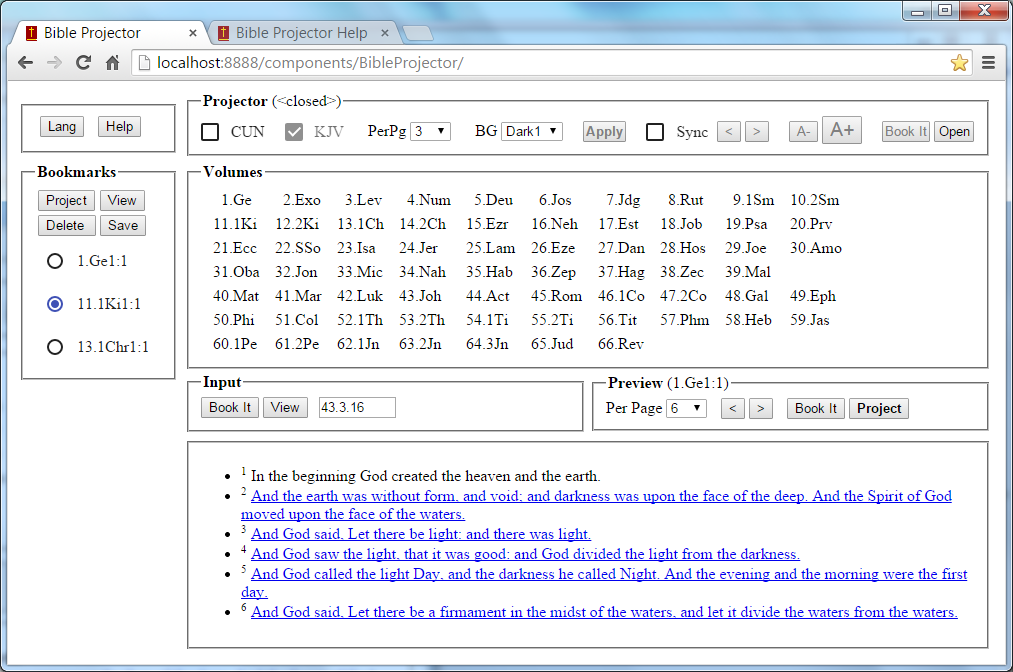 Bible Projector
Bible Projector Help
localhost:8888/components/BibleProjector/
Lang Help
Projector (<closed>)
CUN KJV PerPg 3 BG Dark1 Apply Sync < > A- A+ Book It Open
Bookmarks
Project View
Delete Save
1.Ge1:1
11.1Ki1:1
13.1Chr1:1
Volumes
1.Ge 2.Exo 3.Lev 4.Num 5.Deu 6.Jos 7.Jdg 8.Rut 9.1Sm 10.2Sm
11.1Ki 12.2Ki 13.1Ch 14.2Ch 15.Ezr 16.Neh 17.Est 18.Job 19.Psa 20.Prv
21.Ecc 22.SSo 23.Isa 24.Jer 25.Lam 26.Eze 27.Dan 28.Hos 29.Joe 30.Amo
31.Oba 32.Jon 33.Mic 34.Nah 35.Hab 36.Zep 37.Hag 38.Zec 39.Mal
40.Mat 41.Mar 42.Luk 43.Joh 44.Act 45.Rom 46.1Co 47.2Co 48.Gal 49.Eph
50.Phi 51.Col 52.1Th 53.2Th 54.1Ti 55.2Ti 56.Tit 57.Phm 58.Heb 59.Jas
60.1Pe 61.2Pe 62.1Jn 63.2Jn 64.3Jn 65.Jud 66.Rev
Input
Book It View 43.3.16
Preview (1.Ge1:1)
Per Page 6 < > Book It Project
1 In the beginning God created the heaven and the earth.
2 And the earth was without form, and void; and darkness was upon the face of the deep. And the Spirit of God
moved upon the face of the waters.
3 And God said, Let there be light: and there was light.
4 And God saw the light, that it was good: and God divided the light from the darkness.
5 And God called the light Day, and the darkness he called Night. And the evening and the morning were the first
day.
6 And God said, Let there be a firmament in the midst of the waters, and let it divide the waters from the waters.